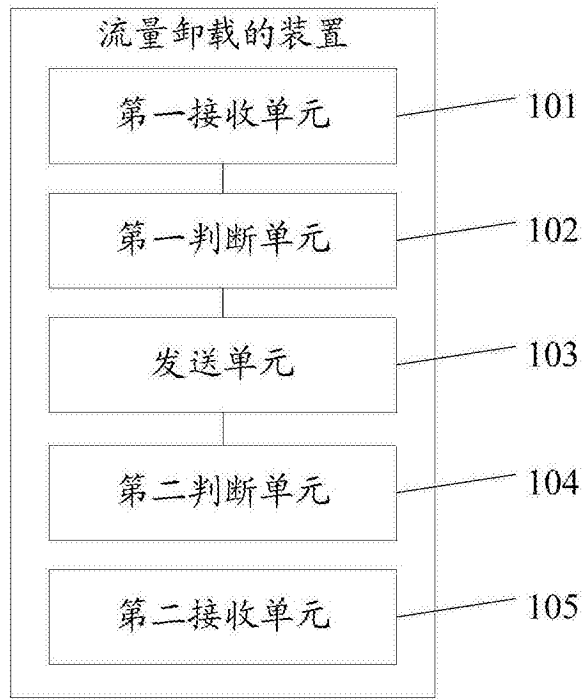 流量卸载的装置
第一接收单元
101
第一判断单元
102
发送单元
103
第二判断单元
104
第二接收单元
105